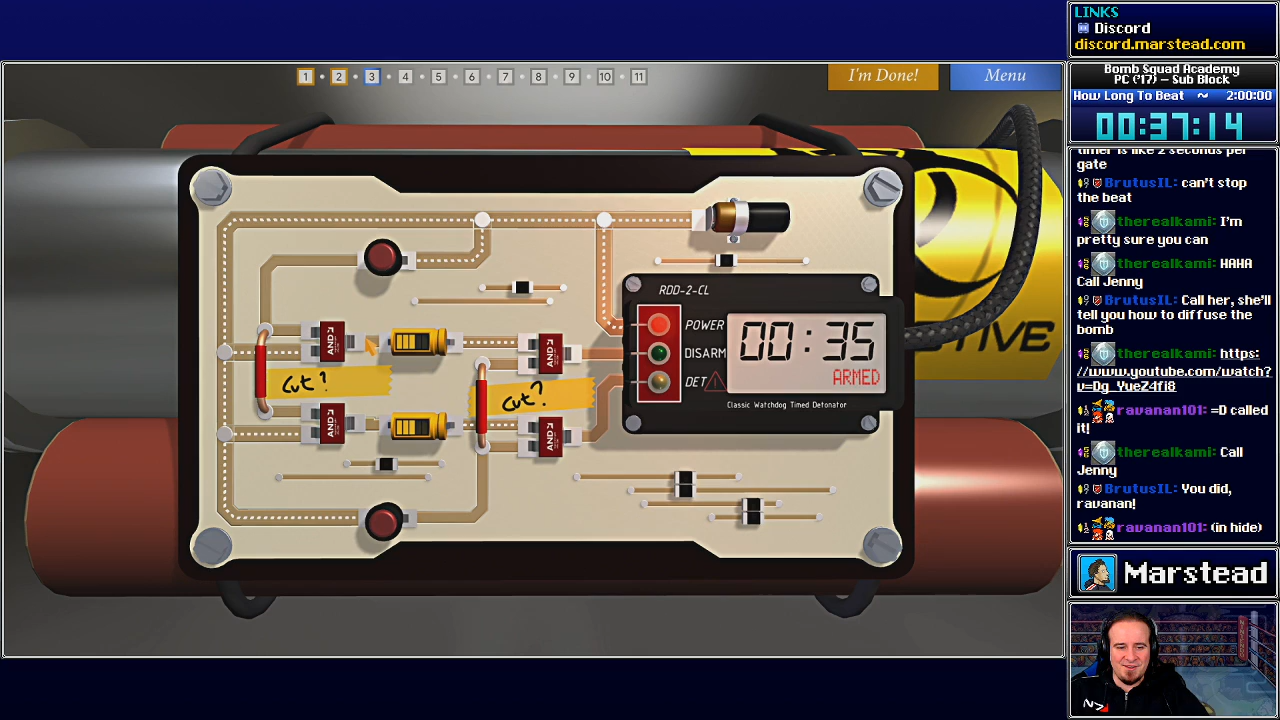 LINKS
Discord
discord.marstead.com
1 2 3 4 5 6 7 8 9 10 11
I'm Done!
Menu
Bomb Squad Academy
PC ('17) – Sub Block
How Long To Beat ~ 2:00:00
00:37:14
timer is like 2 seconds per
gate
BrutusIL: can't stop
the beat
therealkami: I'm
pretty sure you can
therealkami: HAHA
Call Jenny
BrutusIL: Call her, she'll
tell you how to diffuse the
bomb
therealkami: https:
//www.youtube.com/watch?
v=Dg_YueZ4fi8
ravanan101: =D called
it!
therealkami: Call
Jenny
BrutusIL: You did,
ravanan!
ravanan101: (in hide)
Marstead
RDD-2-CL
POWER
DISARM
DET
00:35
ARMED
Classic Watchdog Timed Detonator
AND
AND
AND
AND
Cut?
Cut?
TIVE